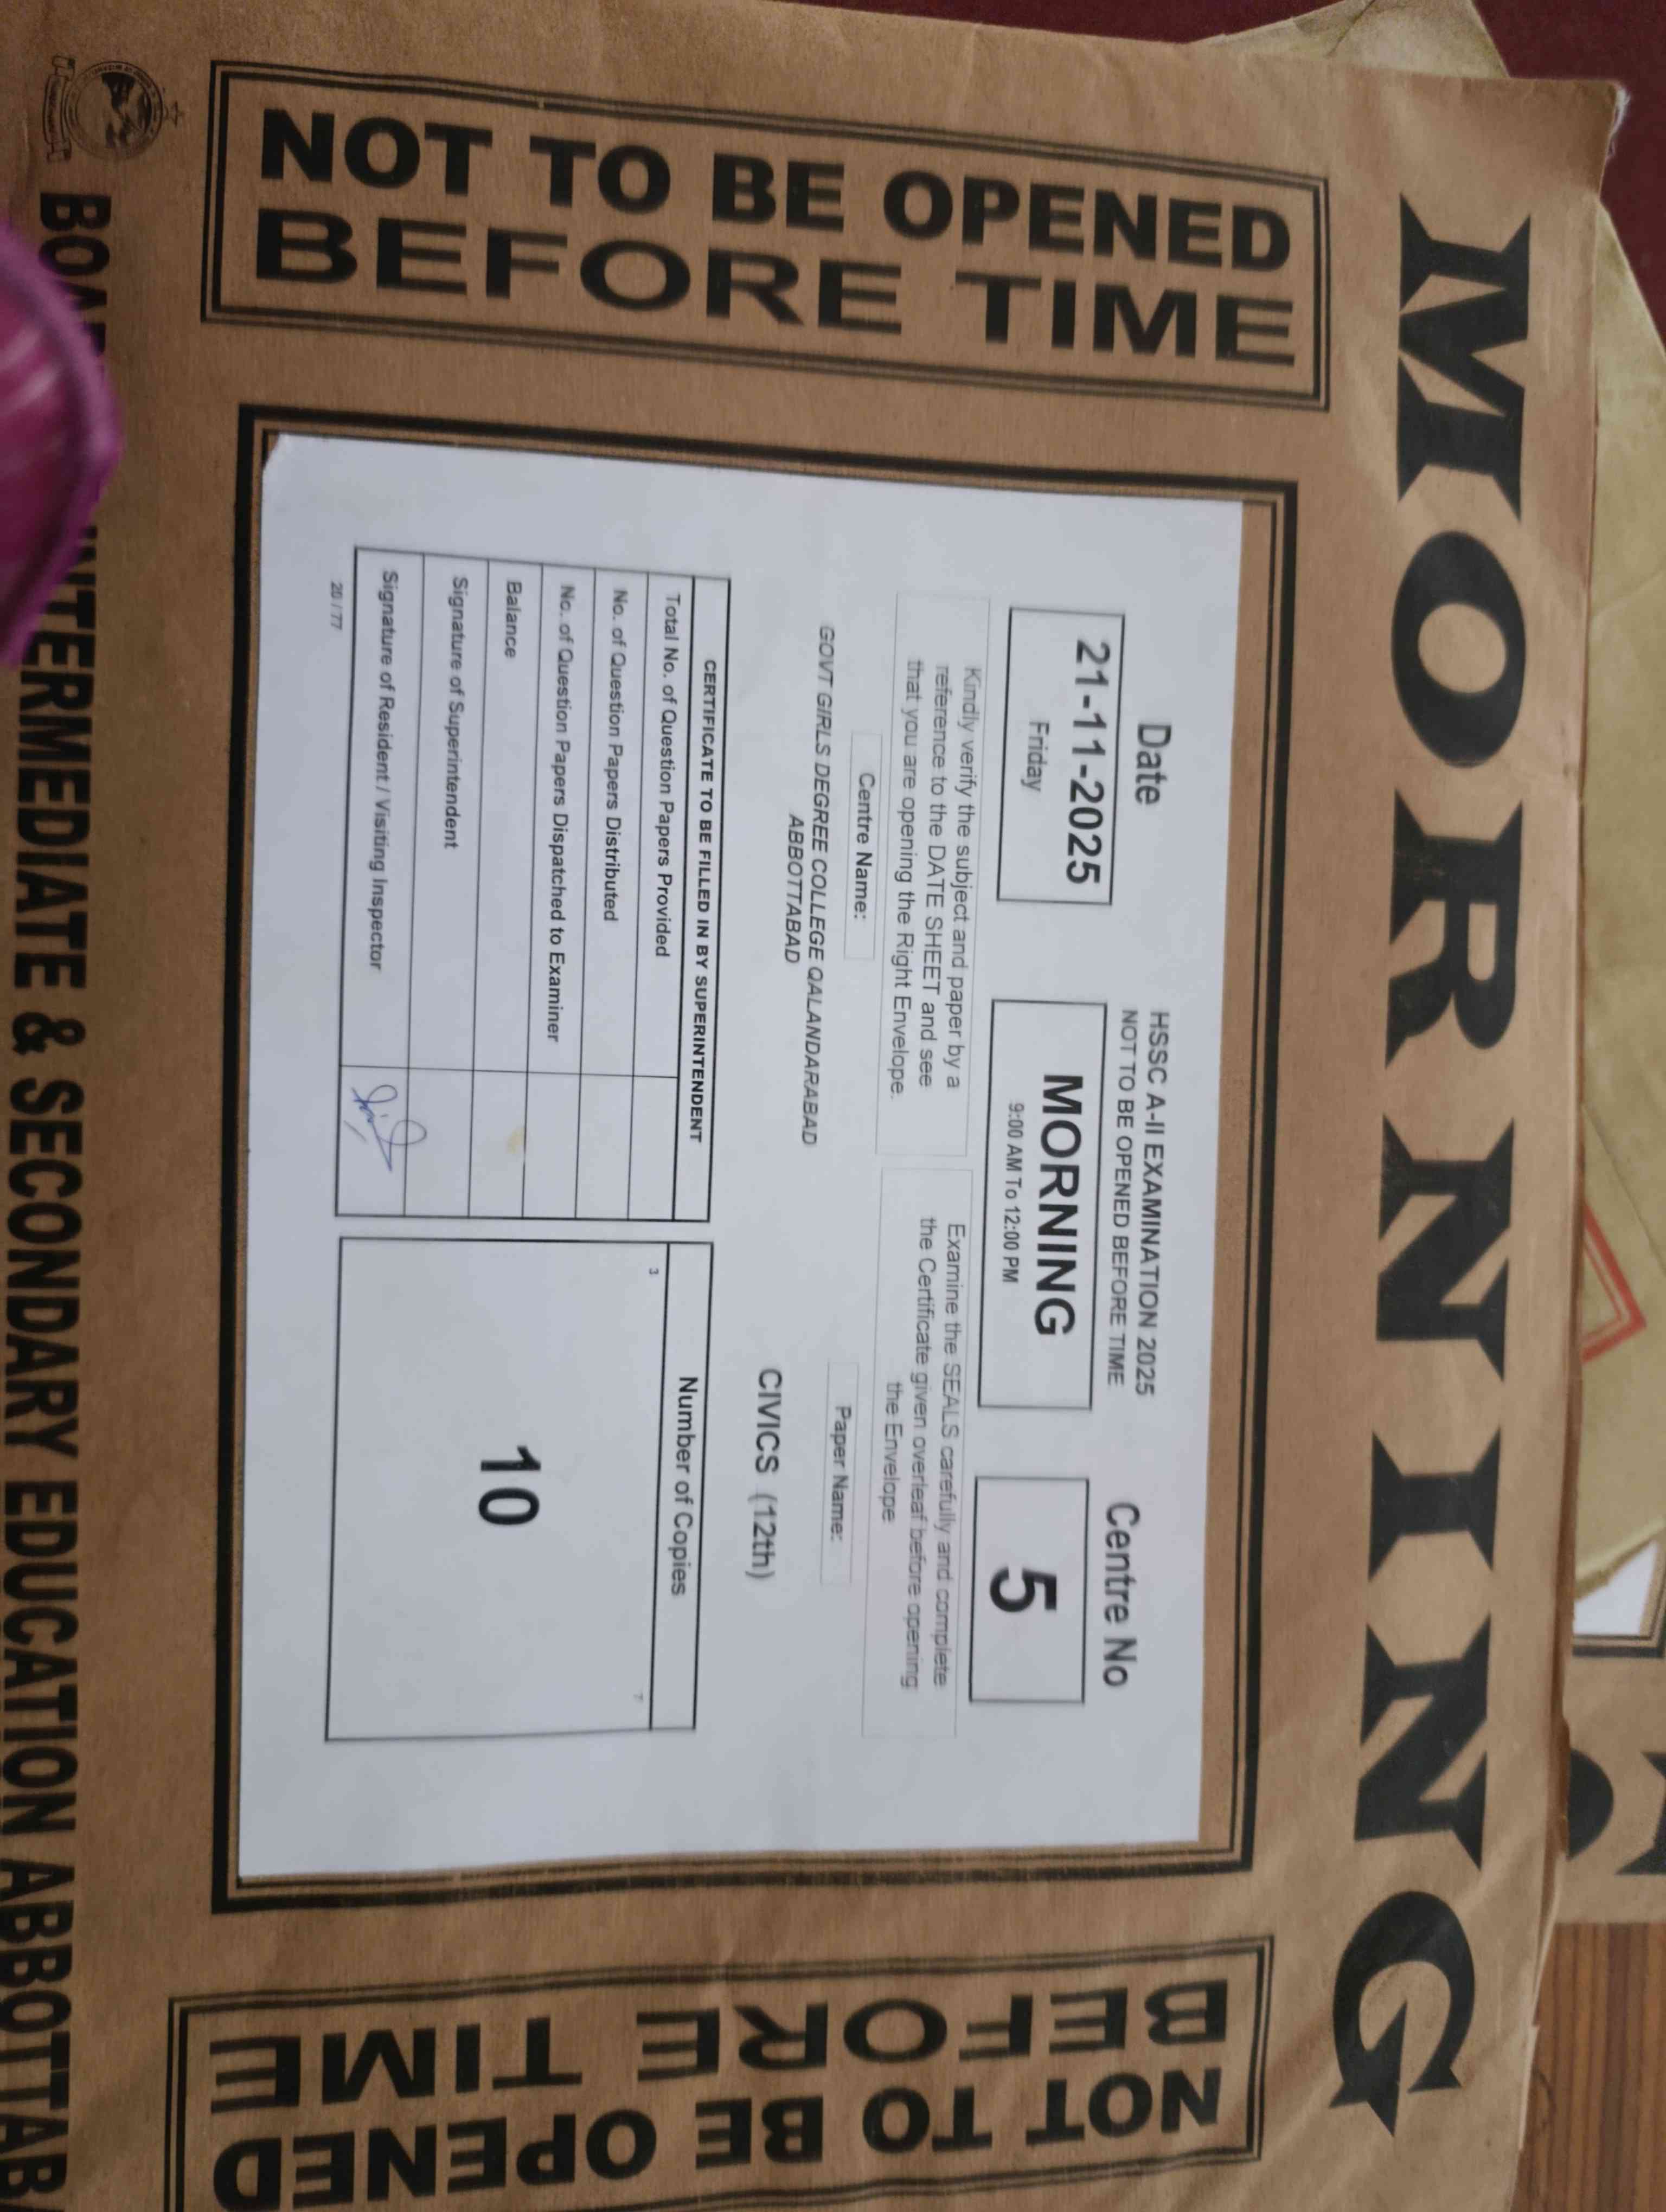 MORNING
NOT TO BE OPENED
BEFORE TIME
Date
21-11-2025
Friday
HSSC A-II EXAMINATION 2025
NOT TO BE OPENED BEFORE TIME
MORNING
9:00 AM To 12:00 PM
Centre No
5
Kindly verify the subject and paper by a
reference to the DATE SHEET and see
that you are opening the Right Envelope.
Examine the SEALS carefully and complete
the Certificate given overleaf before opening
the Envelope
Centre Name:
GOVT GIRLS DEGREE COLLEGE QALANDARABAD
ABBOTTABAD
Paper Name:
CIVICS (12th)
CERTIFICATE TO BE FILLED IN BY SUPERINTENDENT
Total No. of Question Papers Provided
No. of Question Papers Distributed
No. of Question Papers Dispatched to Examiner
Balance
Signature of Superintendent
Signature of Resident / Visiting Inspector
20 / 77
Number of Copies
3
10
NOT TO BE OPENED
BEFORE TIME
INTERMEDIATE & SECONDARY EDUCATION ABBOTTAB